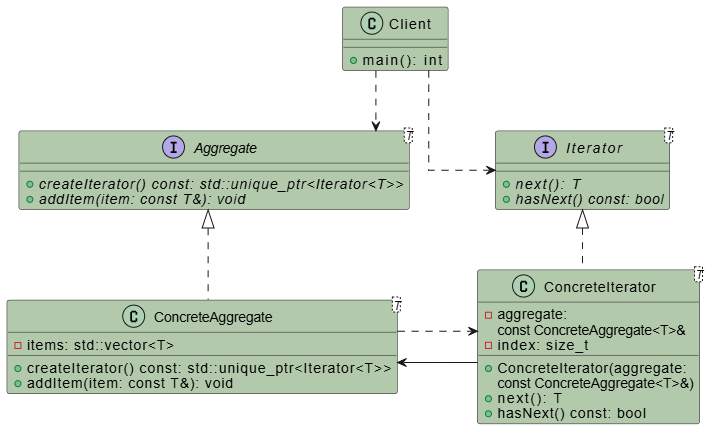 C Client
main(): int
I Aggregate T
createIterator() const: std::unique_ptr<Iterator<T>>
addItem(item: const T&): void
I Iterator T
next(): T
hasNext() const: bool
C ConcreteAggregate T
items: std::vector<T>
createIterator() const: std::unique_ptr<Iterator<T>>
addItem(item: const T&): void
C ConcreteIterator T
aggregate:
const ConcreteAggregate<T>&
index: size_t
ConcreteIterator(aggregate:
const ConcreteAggregate<T>&)
next(): T
hasNext() const: bool